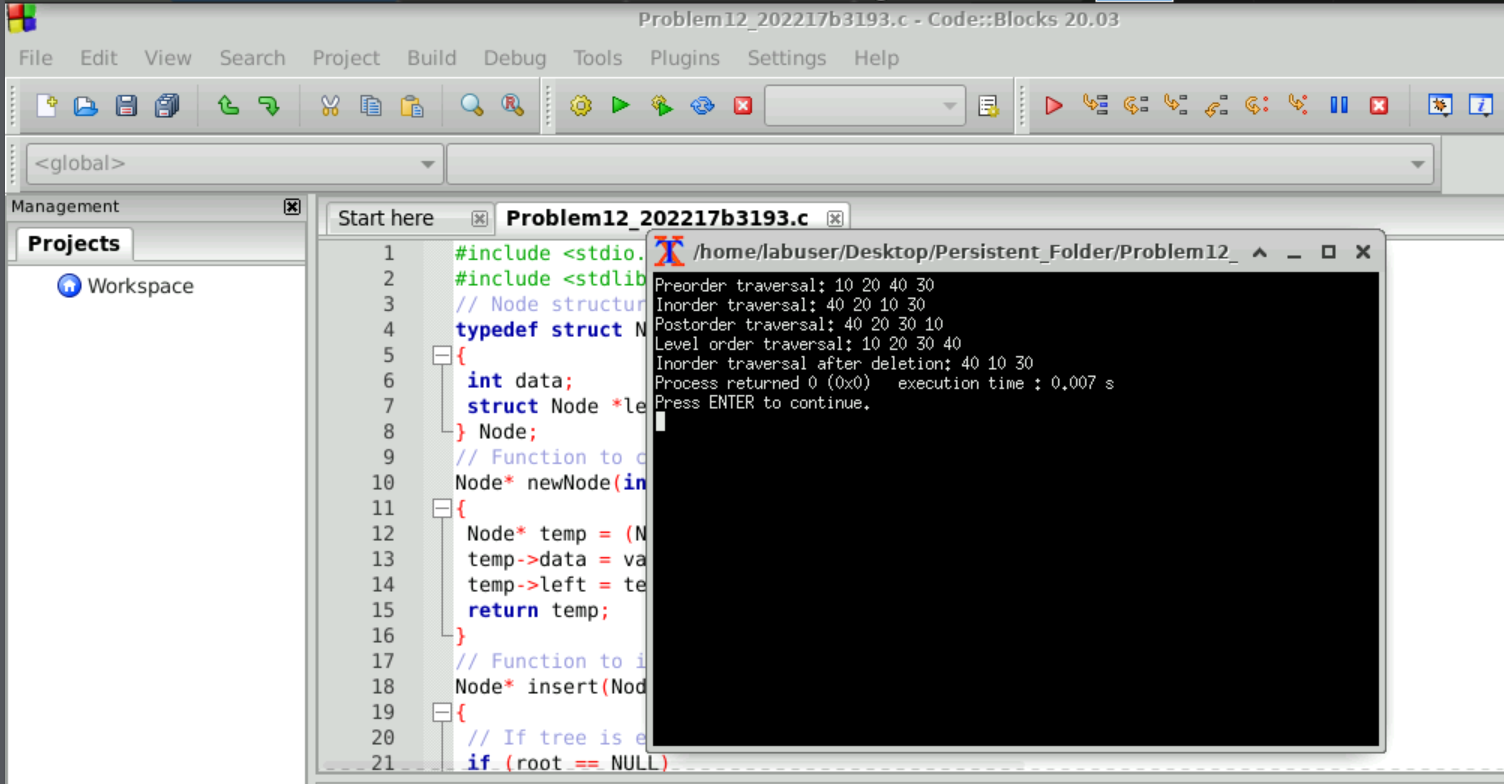 Problem12_202217b3193.c - Code::Blocks 20.03
File Edit View Search Project Build Debug Tools Plugins Settings Help
<global>
Management
Projects
Workspace
Start here
Problem12_202217b3193.c
1 #include <stdio.
2 #include <stdlib
3 // Node structur
4 typedef struct N
5 {
6 int data;
7 struct Node *le
8 } Node;
9 // Function to c
10 Node* newNode(in
11 {
12 Node* temp = (N
13 temp->data = va
14 temp->left = te
15 return temp;
16 }
17 // Function to i
18 Node* insert(Nod
19 {
20 // If tree is e
21 if (root == NULL)
/home/labuser/Desktop/Persistent_Folder/Problem12_
Preorder traversal: 10 20 40 30
Inorder traversal: 40 20 10 30
Postorder traversal: 40 20 30 10
Level order traversal: 10 20 30 40
Inorder traversal after deletion: 40 10 30
Process returned 0 (0x0) execution time : 0.007 s
Press ENTER to continue.